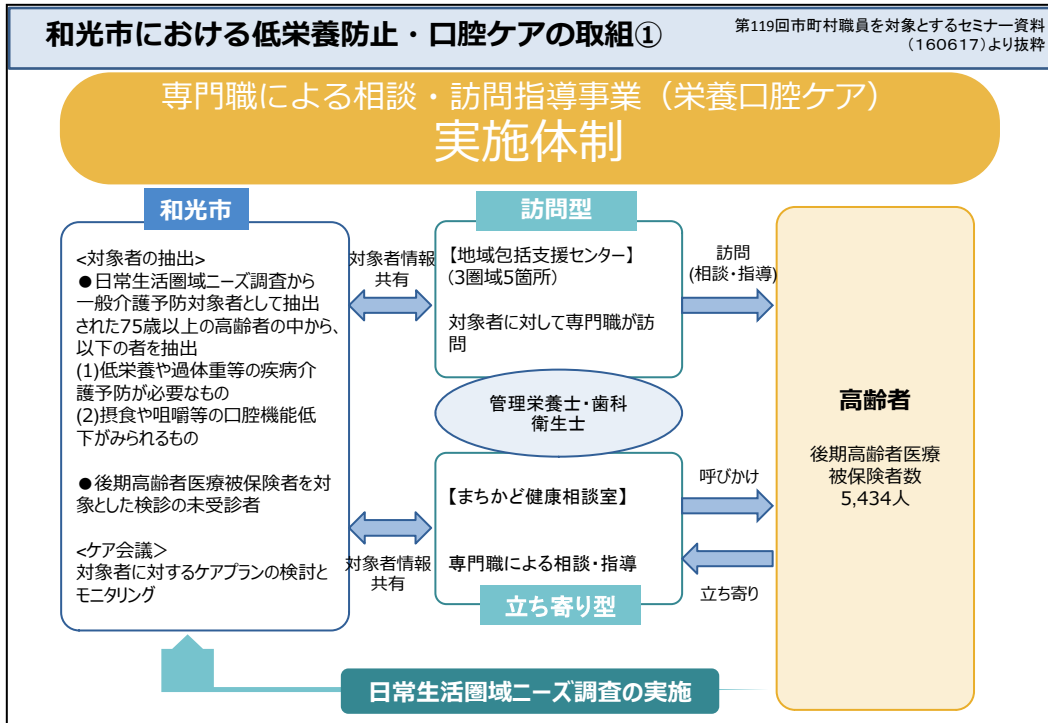 和光市における低栄養防止・口腔ケアの取組①
第119回市町村職員を対象とするセミナー資料
（160617）より抜粋
専門職による相談・訪問指導事業（栄養口腔ケア）
実施体制
和光市
<対象者の抽出>
●日常生活圏域ニーズ調査から
一般介護予防対象者として抽出
された75歳以上の高齢者の中から、
以下の者を抽出
(1)低栄養や過体重等の疾病介
護予防が必要なもの
(2)摂食や咀嚼等の口腔機能低
下がみられるもの
●後期高齢者医療被保険者を対
象とした検診の未受診者
<ケア会議>
対象者に対するケアプランの検討と
モニタリング
対象者情報
共有
対象者情報
共有
訪問型
【地域包括支援センター】
(3圏域5箇所)
対象者に対して専門職が訪
問
管理栄養士・歯科
衛生士
【まちかど健康相談室】
専門職による相談・指導
立ち寄り型
訪問
(相談・指導)
呼びかけ
立ち寄り
高齢者
後期高齢者医療
被保険者数
5,434人
日常生活圏域ニーズ調査の実施